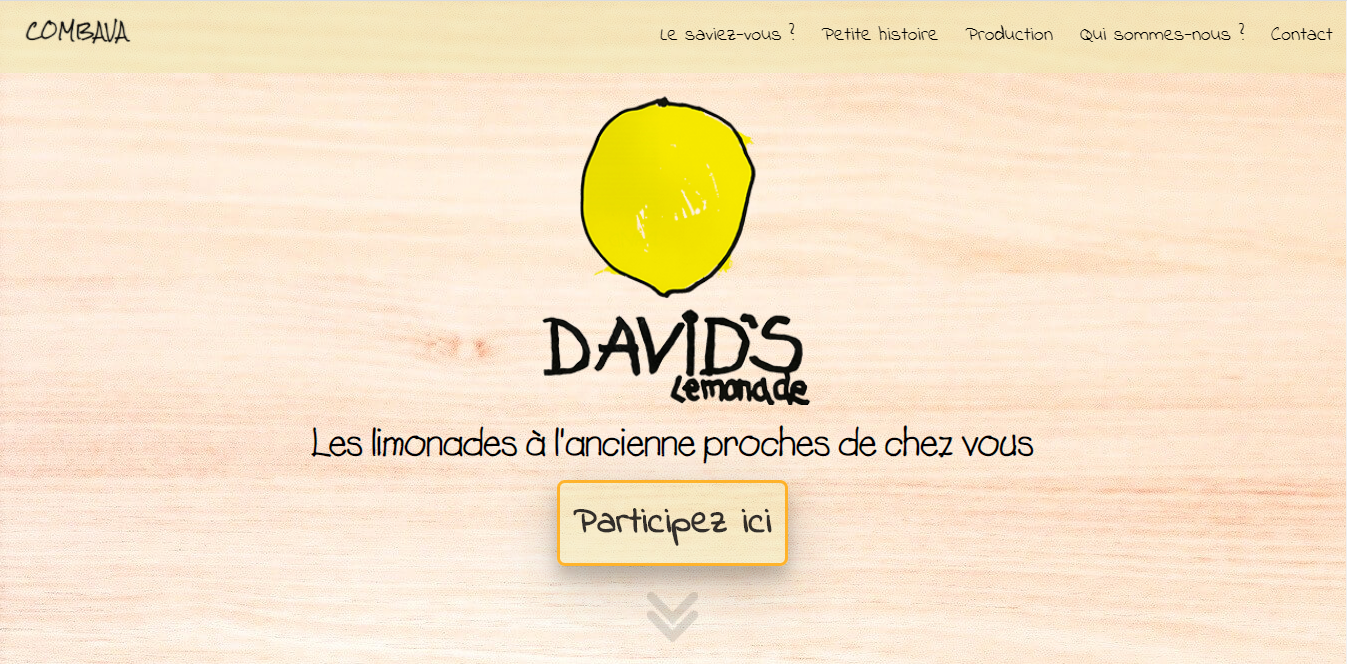 COMBAVA
Le saviez-vous ? Petite histoire Production Qui sommes-nous ? Contact
DAVID'S
Lemonade
Les limonades à l'ancienne proches de chez vous
Participez ici